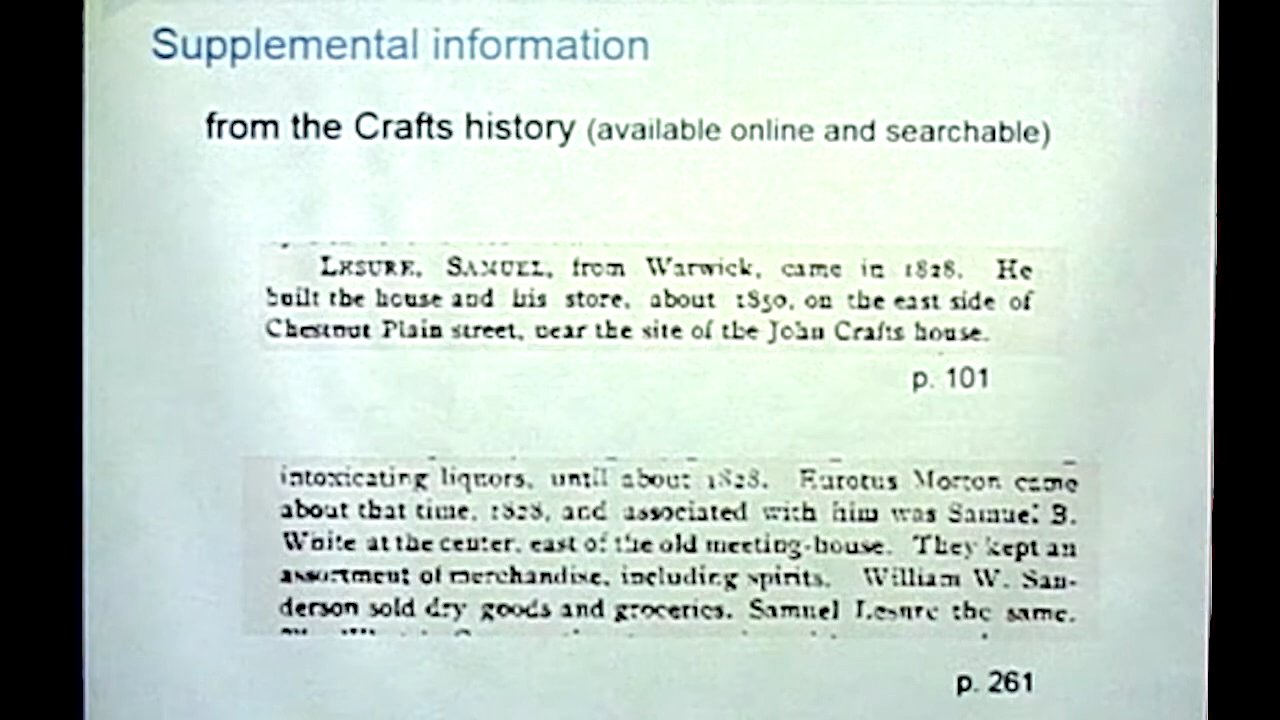 Supplemental information
from the Crafts history (available online and searchable)
LESURE, SAMUEL, from Warwick, came in 1828. He
built the house and his store, about 1850, on the east side of
Chestnut Plain street, near the site of the John Crafts house.
p. 101
intoxicating liquors, until about 1828. Eurotus Morton came
about that time, 1828, and associated with him was Samuel B.
White at the center, east of the old meeting-house. They kept an
assortment of merchandise, including spirits. William W. San-
derson sold dry goods and groceries. Samuel Lesure the same.
p. 261